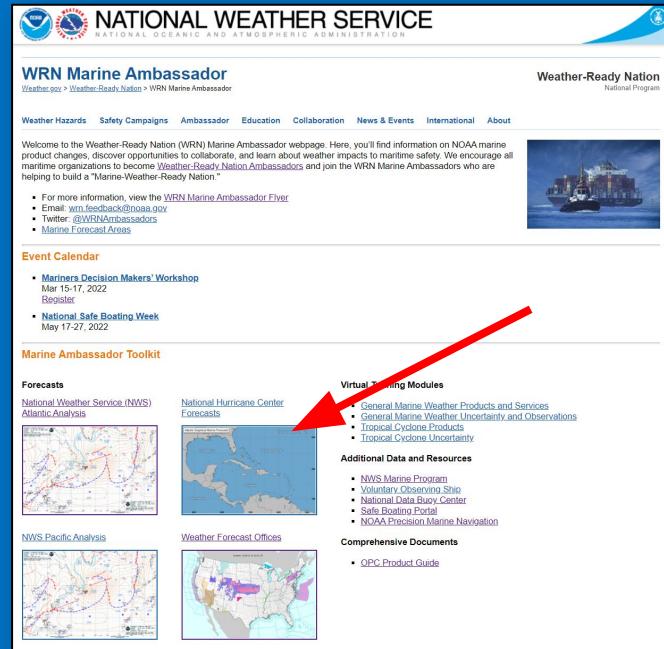 NATIONAL WEATHER SERVICE
NATIONAL OCEANIC AND ATMOSPHERIC ADMINISTRATION
WRN Marine Ambassador
Weather.gov > Weather-Ready Nation > WRN Marine Ambassador
Weather-Ready Nation
National Program
Weather Hazards Safety Campaigns Ambassador Education Collaboration News & Events International About
Welcome to the Weather-Ready Nation (WRN) Marine Ambassador webpage. Here, you'll find information on NOAA marine
product changes, discover opportunities to collaborate, and learn about weather impacts to maritime safety. We encourage all
maritime organizations to become Weather-Ready Nation Ambassadors and join the WRN Marine Ambassadors who are
helping to build a "Marine-Weather-Ready Nation."
For more information, view the WRN Marine Ambassador Flyer
Email: wrn.feedback@noaa.gov
Twitter: @WRNAmbassadors
Marine Forecast Areas
Event Calendar
Mariners Decision Makers' Workshop
Mar 15-17, 2022
Register
National Safe Boating Week
May 17-27, 2022
Marine Ambassador Toolkit
Forecasts
National Weather Service (NWS)
Atlantic Analysis
National Hurricane Center
Forecasts
NWS Pacific Analysis
Weather Forecast Offices
Virtual Modules
General Marine Weather Products and Services
General Marine Weather Uncertainty and Observations
Tropical Cyclone Products
Tropical Cyclone Uncertainty
Additional Data and Resources
NWS Marine Program
Voluntary Observing Ship
National Data Buoy Center
Safe Boating Portal
NOAA Precision Marine Navigation
Comprehensive Documents
OPC Product Guide